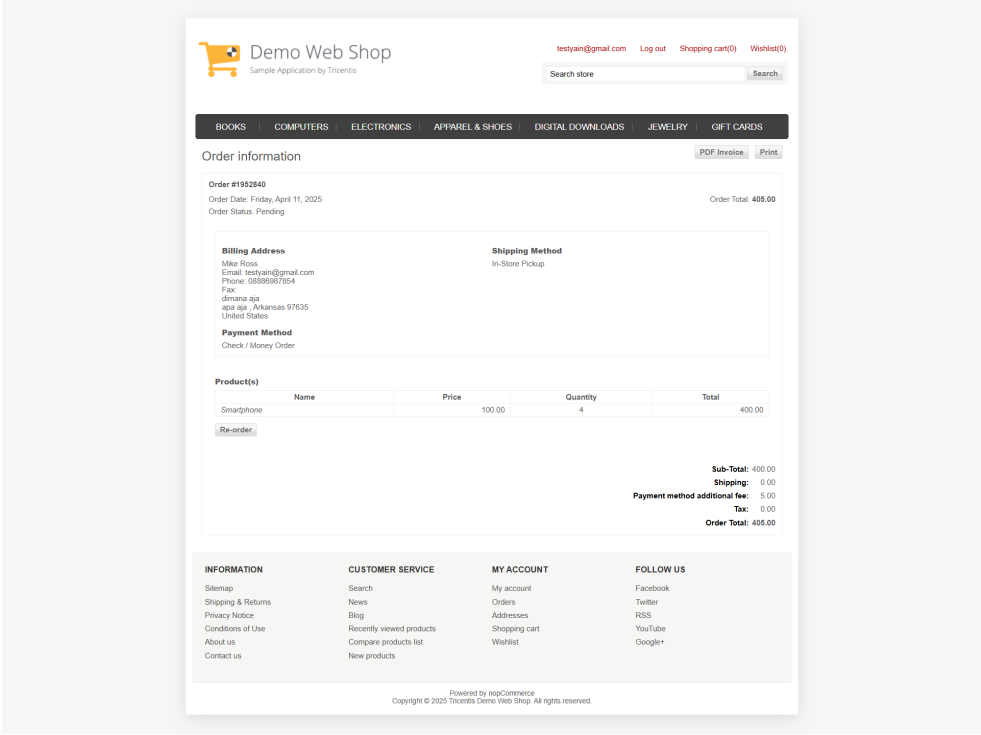 Demo Web Shop
Sample Application by Tricentis
testyain@gmail.com Log out Shopping cart(0) Wishlist(0)
Search store Search
BOOKS COMPUTERS ELECTRONICS APPAREL & SHOES DIGITAL DOWNLOADS JEWELRY GIFT CARDS
Order information PDF Invoice Print
Order #1952840
Order Date: Friday, April 11, 2025 Order Total: 405.00
Order Status: Pending
Billing Address Shipping Method
Mike Ross In-Store Pickup
Email: testyain@gmail.com
Phone: 08886987854
Fax:
dimana aja
apa aja , Arkansas 97635
United States
Payment Method
Check / Money Order
Product(s)
Name Price Quantity Total
Smartphone 100.00 4 400.00
Re-order
Sub-Total: 400.00
Shipping: 0.00
Payment method additional fee: 5.00
Tax: 0.00
Order Total: 405.00
INFORMATION CUSTOMER SERVICE MY ACCOUNT FOLLOW US
Sitemap Search My account Facebook
Shipping & Returns News Orders Twitter
Privacy Notice Blog Addresses RSS
Conditions of Use Recently viewed products Shopping cart YouTube
About us Compare products list Wishlist Google+
Contact us New products
Powered by nopCommerce
Copyright © 2025 Tricentis Demo Web Shop. All rights reserved.